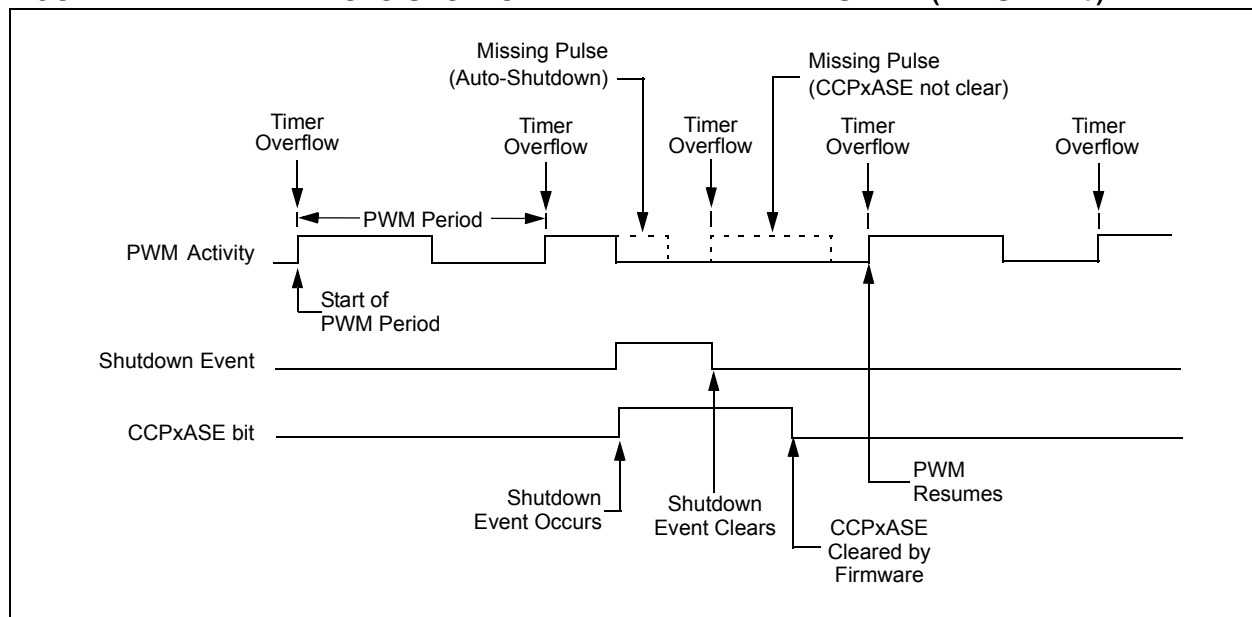 Missing Pulse
(Auto-Shutdown)
Missing Pulse
(CCPxASE not clear)
Timer
Overflow
Timer
Overflow
Timer
Overflow
Timer
Overflow
Timer
Overflow
PWM Period
PWM Activity
Start of
PWM Period
Shutdown Event
CCPxASE bit
Shutdown
Event Occurs
Shutdown
Event Clears
CCPxASE
Cleared by
Firmware
PWM
Resumes